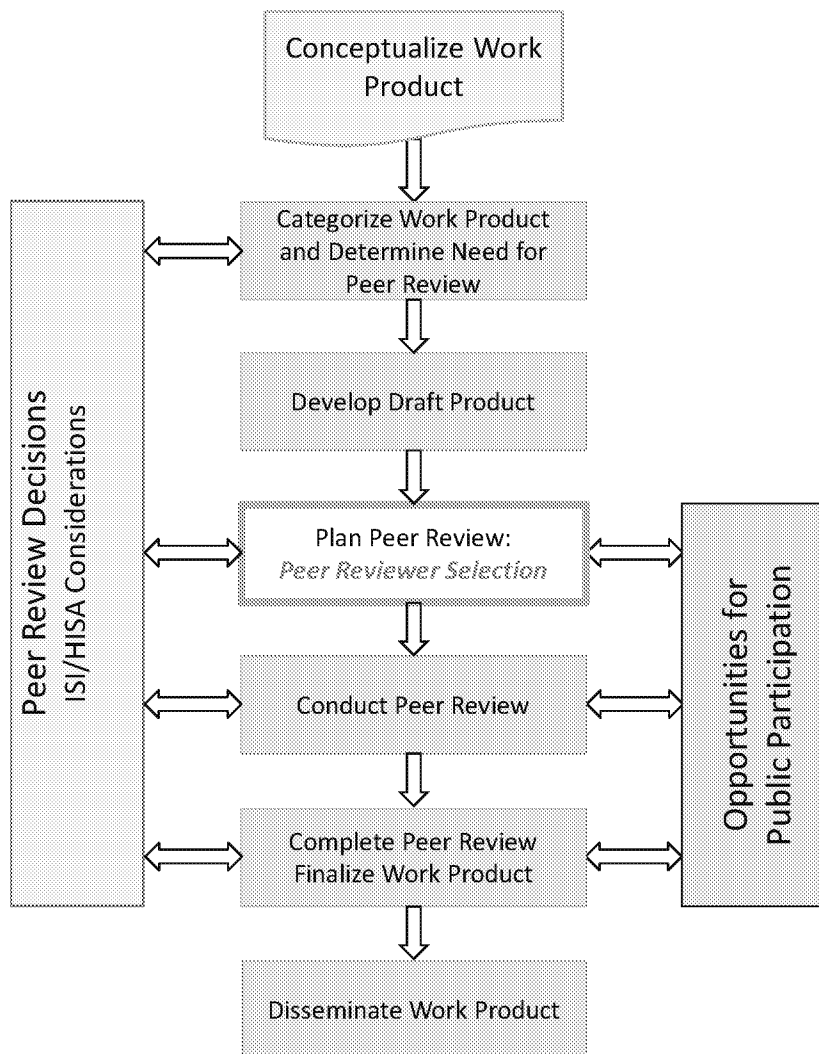 Conceptualize Work
Product
Categorize Work Product
and Determine Need for
Peer Review
Develop Draft Product
Plan Peer Review:
Peer Reviewer Selection
Conduct Peer Review
Complete Peer Review
Finalize Work Product
Disseminate Work Product
Peer Review Decisions
ISI/HISA Considerations
Opportunities for
Public Participation